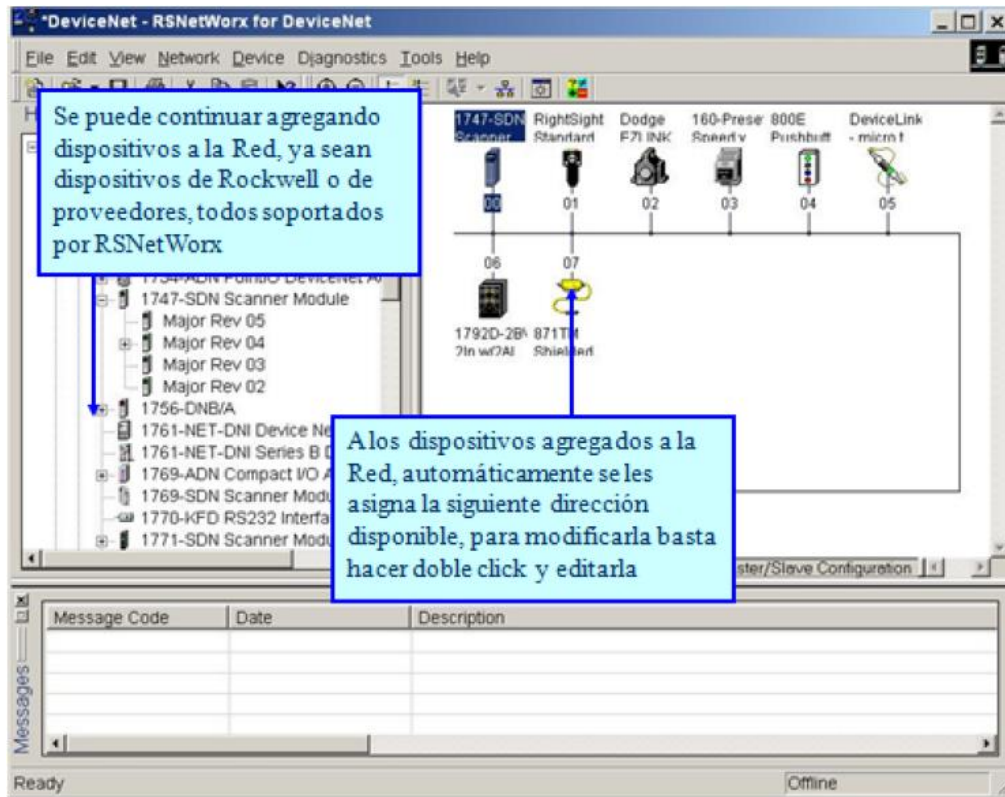 *DeviceNet - RSNetWorx for DeviceNet
File Edit View Network Device Diagnostics Tools Help
Se puede continuar agregando
dispositivos a la Red, ya sean
dispositivos de Rockwell o de
proveedores, todos soportados
por RSNetWorx
1747-SDN Scanner Module
Major Rev 05
Major Rev 04
Major Rev 03
Major Rev 02
1756-DNB/A
1761-NET-DNI Device Ne
1761-NET-DNI Series B D
1769-ADN Compact I/O A
1769-SDN Scanner Modu
1770-KFD RS232 Interfa
1771-SDN Scanner Modu
1747-SDN RightSight Dodge 160-Prese 800E DeviceLink
Scanner Standard EZLINK Speed v Pushbutt - micro t
00 01 02 03 04 05
06 07
1792D-2BV 871TM
2In w/2AI Shielded
A los dispositivos agregados a la
Red, automáticamente se les
asigna la siguiente dirección
disponible, para modificarla basta
hacer doble click y editarla
ster/Slave Configuration
Messages
Message Code Date Description
Ready Offline